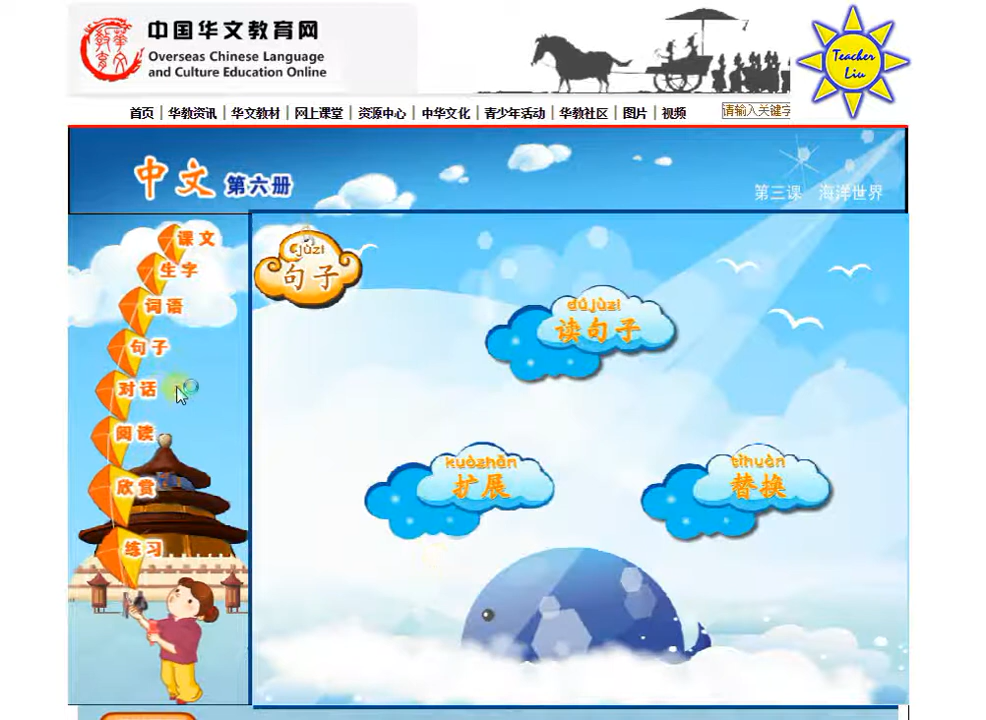 中国华文教育网
Overseas Chinese Language
and Culture Education Online
Teacher
Liu
首页 | 华教资讯 | 华文教材 | 网上课堂 | 资源中心 | 中华文化 | 青少年活动 | 华教社区 | 图片 | 视频
请输入关键字
中文 第六册
第三课 海洋世界
课文
生字
词语
句子
对话
阅读
欣赏
练习
jùzi
句子
dújùzi
读句子
kuòzhǎn
扩展
tìhuàn
替换